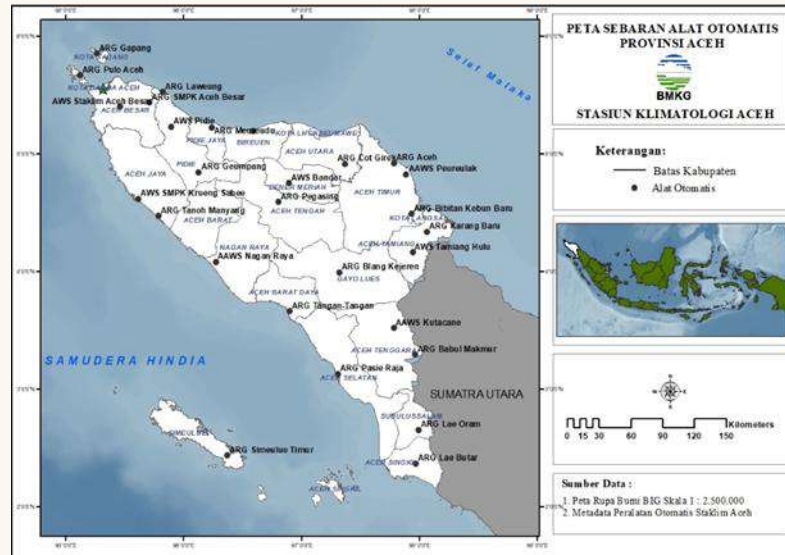 PETA SEBARAN ALAT OTOMATIS
PROVINSI ACEH
BMKG
STASIUN KLIMATOLOGI ACEH
Keterangan:
Batas Kabupaten
Alat Otomatis
Kilometers
0 15 30 60 90 120 150
Sumber Data :
1. Peta Rupa Bumi BIG Skala 1 : 2.500.000
2. Metadata Peralatan Otomatis Staklim Aceh
Selat Malaka
SAMUDERA HINDIA
SUMATRA UTARA
ARG Gapang
ARG Pulo Aceh
ARG Laweung
ARG SMPK Aceh Besar
AWS Staklim Aceh Besar
ACEH BESAR
AWS Pidie
ARG Meureudu
PIDIE JAYA
BIREUEN
KOTA LHOKSEUMAWE
ACEH UTARA
ARG Cot Girek
ARG Aceh
AAWS Peureulak
PIDIE
ARG Geumpang
AWS Bandar
BENER MERIAH
ACEH TIMUR
ACEH JAYA
AWS SMPK Krueng Sabee
ARG Pegasing
ACEH TENGAH
ARG Tanoh Manyang
ACEH BARAT
ARG Bibitan Kebun Baru
KOTA LANGSA
ARG Karang Baru
ACEH TAMIANG
AWS Tamiang Hulu
NAGAN RAYA
AAWS Nagan Raya
ARG Blang Kejeren
GAYO LUES
ACEH BARAT DAYA
ARG Tangan-Tangan
AAWS Kutacane
ACEH TENGGARA
ARG Babul Makmur
ARG Pasie Raja
ACEH SELATAN
SUBULUSSALAM
ARG Lae Oram
SIMEULUE
ARG Simeulue Timur
ACEH SINGKIL
ARG Lae Butar
ACEH SINGKIL